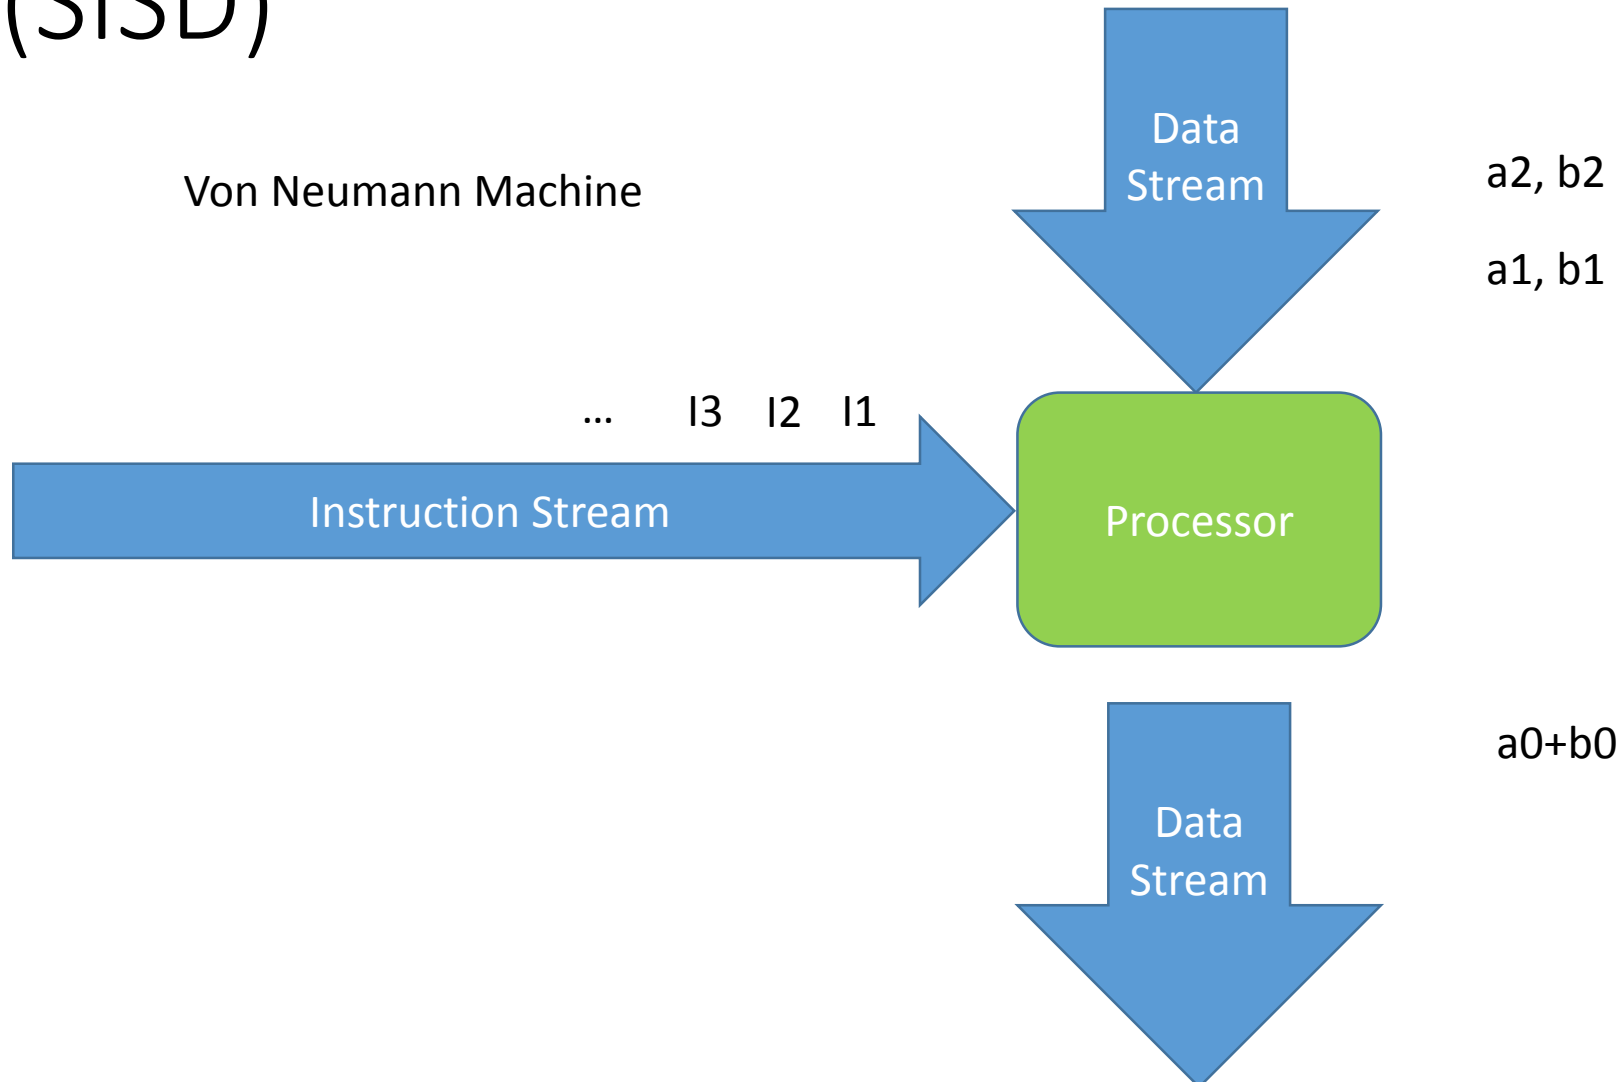 (SISD)
Data
Stream
Von Neumann Machine
a2, b2
a1, b1
... I3 I2 I1
Instruction Stream
Processor
a0+b0
Data
Stream